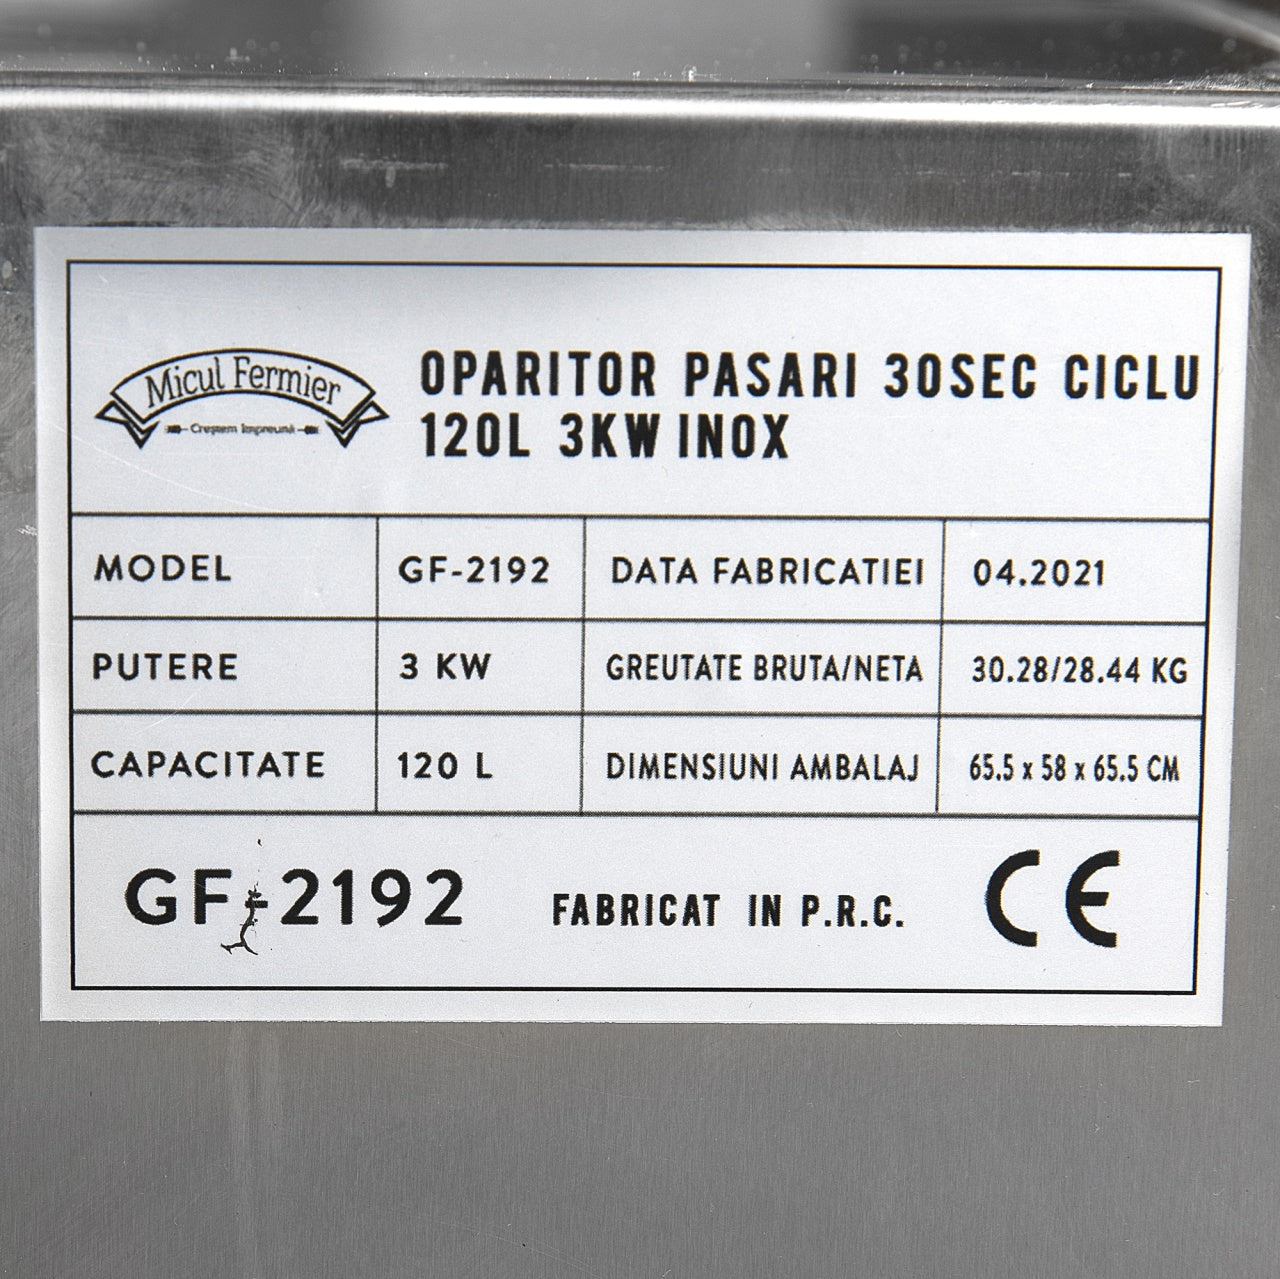 Micul Fermier
Creștem Împreună
OPARITOR PASARI 30SEC CICLU
120L 3KW INOX
MODEL GF-2192 DATA FABRICATIEI 04.2021
PUTERE 3 KW GREUTATE BRUTA/NETA 30.28/28.44 KG
CAPACITATE 120 L DIMENSIUNI AMBALAJ 65.5 x 58 x 65.5 CM
GF-2192 FABRICAT IN P.R.C. CE